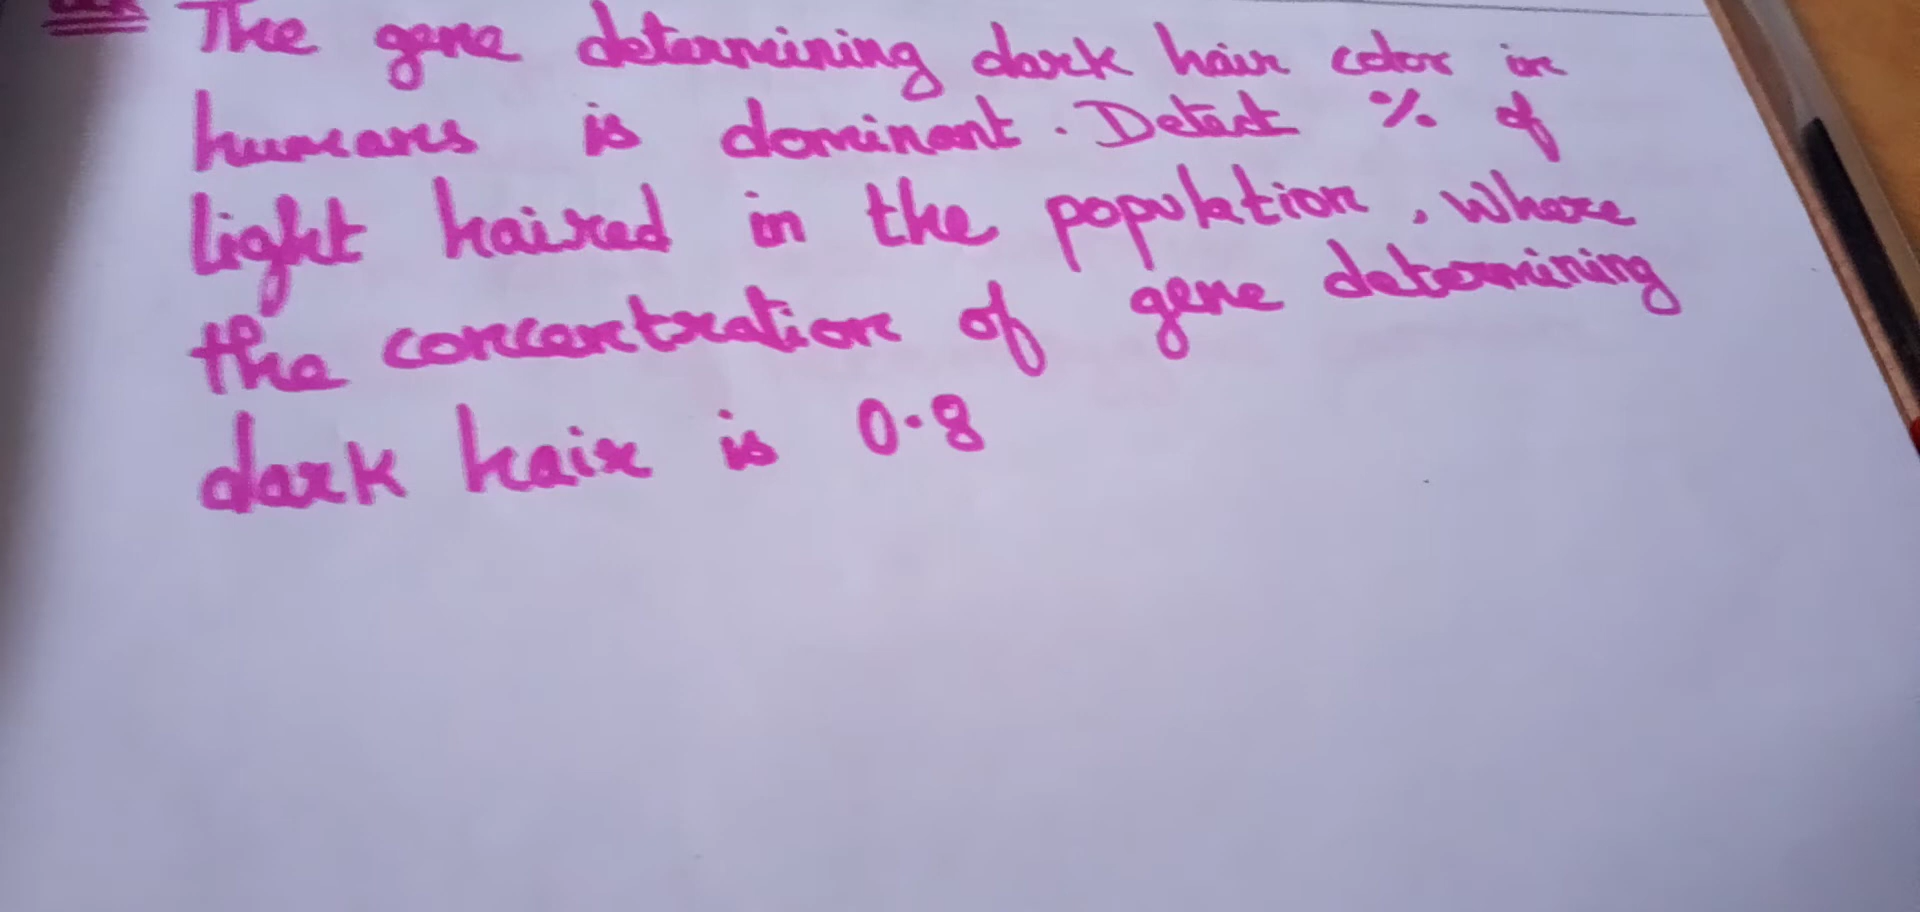 The gene determining dark hair color in
humans is dominant. Detect % of
light haired in the population, where
the concentration of gene determining
dark hair is 0.8